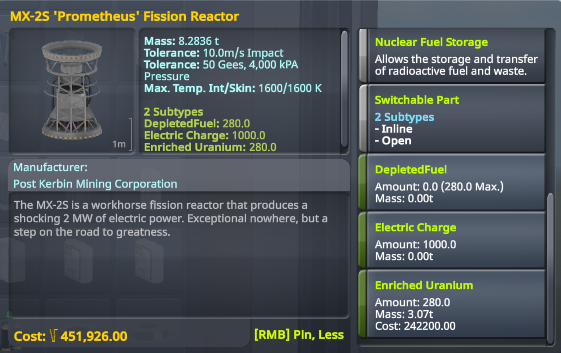 MX-2S 'Prometheus' Fission Reactor
1m
Mass: 8.2836 t
Tolerance: 10.0m/s Impact
Tolerance: 50 Gees, 4,000 kPA
Pressure
Max. Temp. Int/Skin: 1600/1600 K
2 Subtypes
DepletedFuel: 280.0
Electric Charge: 1000.0
Enriched Uranium: 280.0
Manufacturer:
Post Kerbin Mining Corporation
The MX-2S is a workhorse fission reactor that produces a
shocking 2 MW of electric power. Exceptional nowhere, but a
step on the road to greatness.
Cost: 451,926.00
[RMB] Pin, Less
Nuclear Fuel Storage
Allows the storage and transfer
of radioactive fuel and waste.
Switchable Part
2 Subtypes
- Inline
- Open
DepletedFuel
Amount: 0.0 (280.0 Max.)
Mass: 0.00t
Electric Charge
Amount: 1000.0
Mass: 0.00t
Enriched Uranium
Amount: 280.0
Mass: 3.07t
Cost: 242200.00